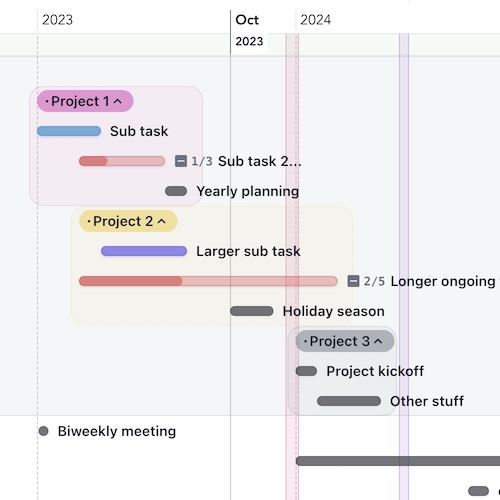 2023
Oct
2024
2023
· Project 1
Sub task
1/3 Sub task 2...
Yearly planning
· Project 2
Larger sub task
2/5 Longer ongoing
Holiday season
· Project 3
Project kickoff
Other stuff
Biweekly meeting